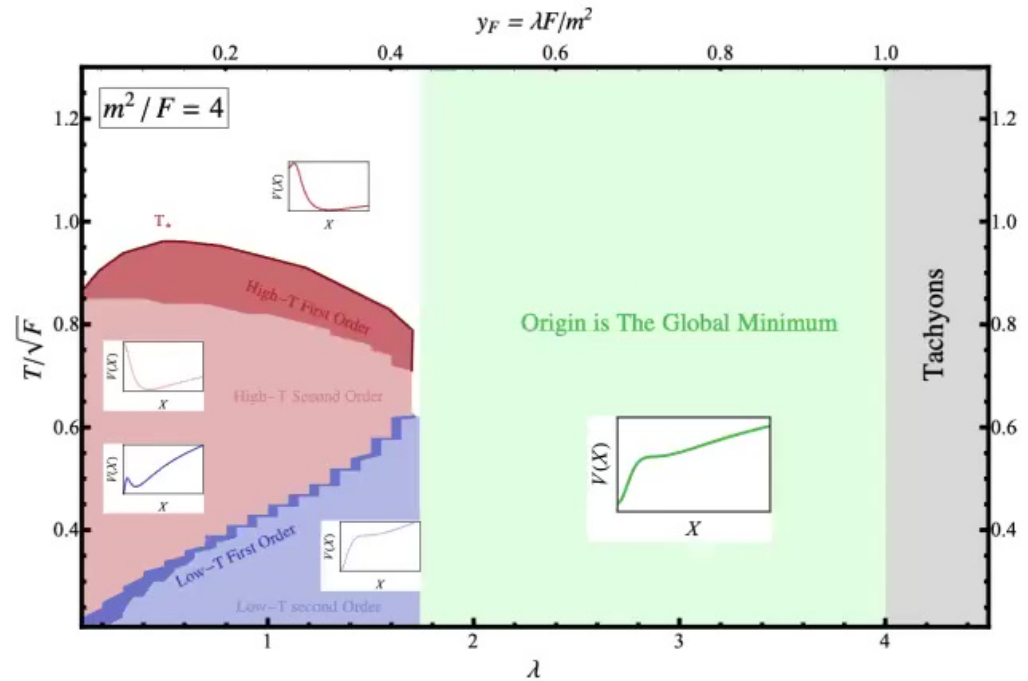 y_F = λF/m²
0.2 0.4 0.6 0.8 1.0
m² / F = 4
1.2 1.2
V(X)
X
T*
1.0 1.0
High−T First Order
0.8 0.8
Origin is The Global Minimum
Tachyons
T/√F
V(X)
X
High−T Second Order
0.6 0.6
V(X)
X
V(X)
X
0.4 0.4
Low−T First Order
V(X)
X
Low−T second Order
1 2 3 4
λ